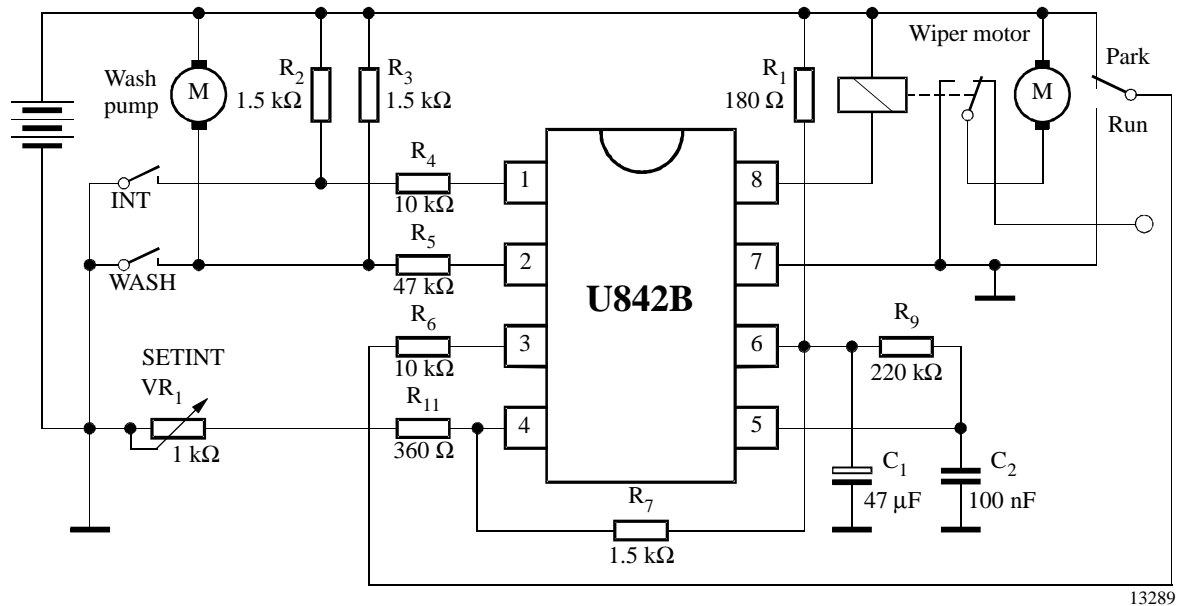 Wiper motor
Park
Run
Wash
pump
M
R2
1.5 kΩ
R3
1.5 kΩ
R1
180 Ω
M
INT
R4
10 kΩ
1
8
WASH
R5
47 kΩ
2
7
U842B
R6
10 kΩ
3
6
R9
220 kΩ
SETINT
VR1
1 kΩ
R11
360 Ω
4
5
C1
47 μF
C2
100 nF
R7
1.5 kΩ
13289